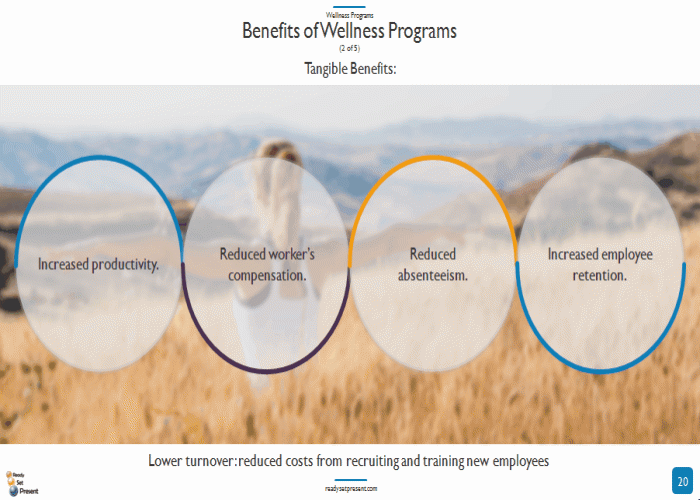 Wellness Programs
Benefits of Wellness Programs
(2 of 5)
Tangible Benefits:
Increased productivity.
Reduced worker's
compensation.
Reduced
absenteeism.
Increased employee
retention.
Lower turnover: reduced costs from recruiting and training new employees
Ready
Set
Present
readysetpresent.com
20